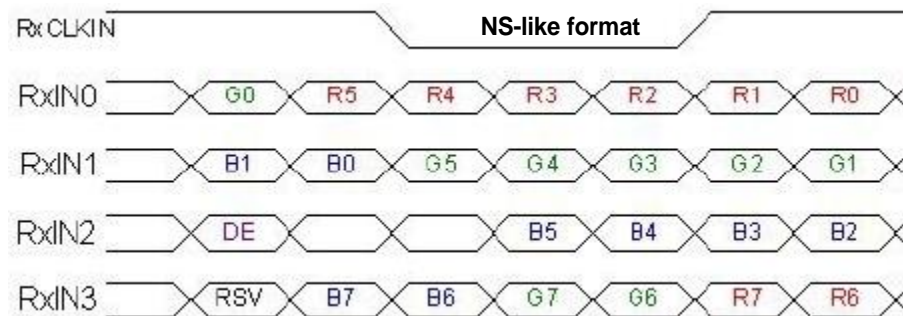 Rx CLKIN NS-like format
RxIN0 G0 R5 R4 R3 R2 R1 R0
RxIN1 B1 B0 G5 G4 G3 G2 G1
RxIN2 DE B5 B4 B3 B2
RxIN3 RSV B7 B6 G7 G6 R7 R6